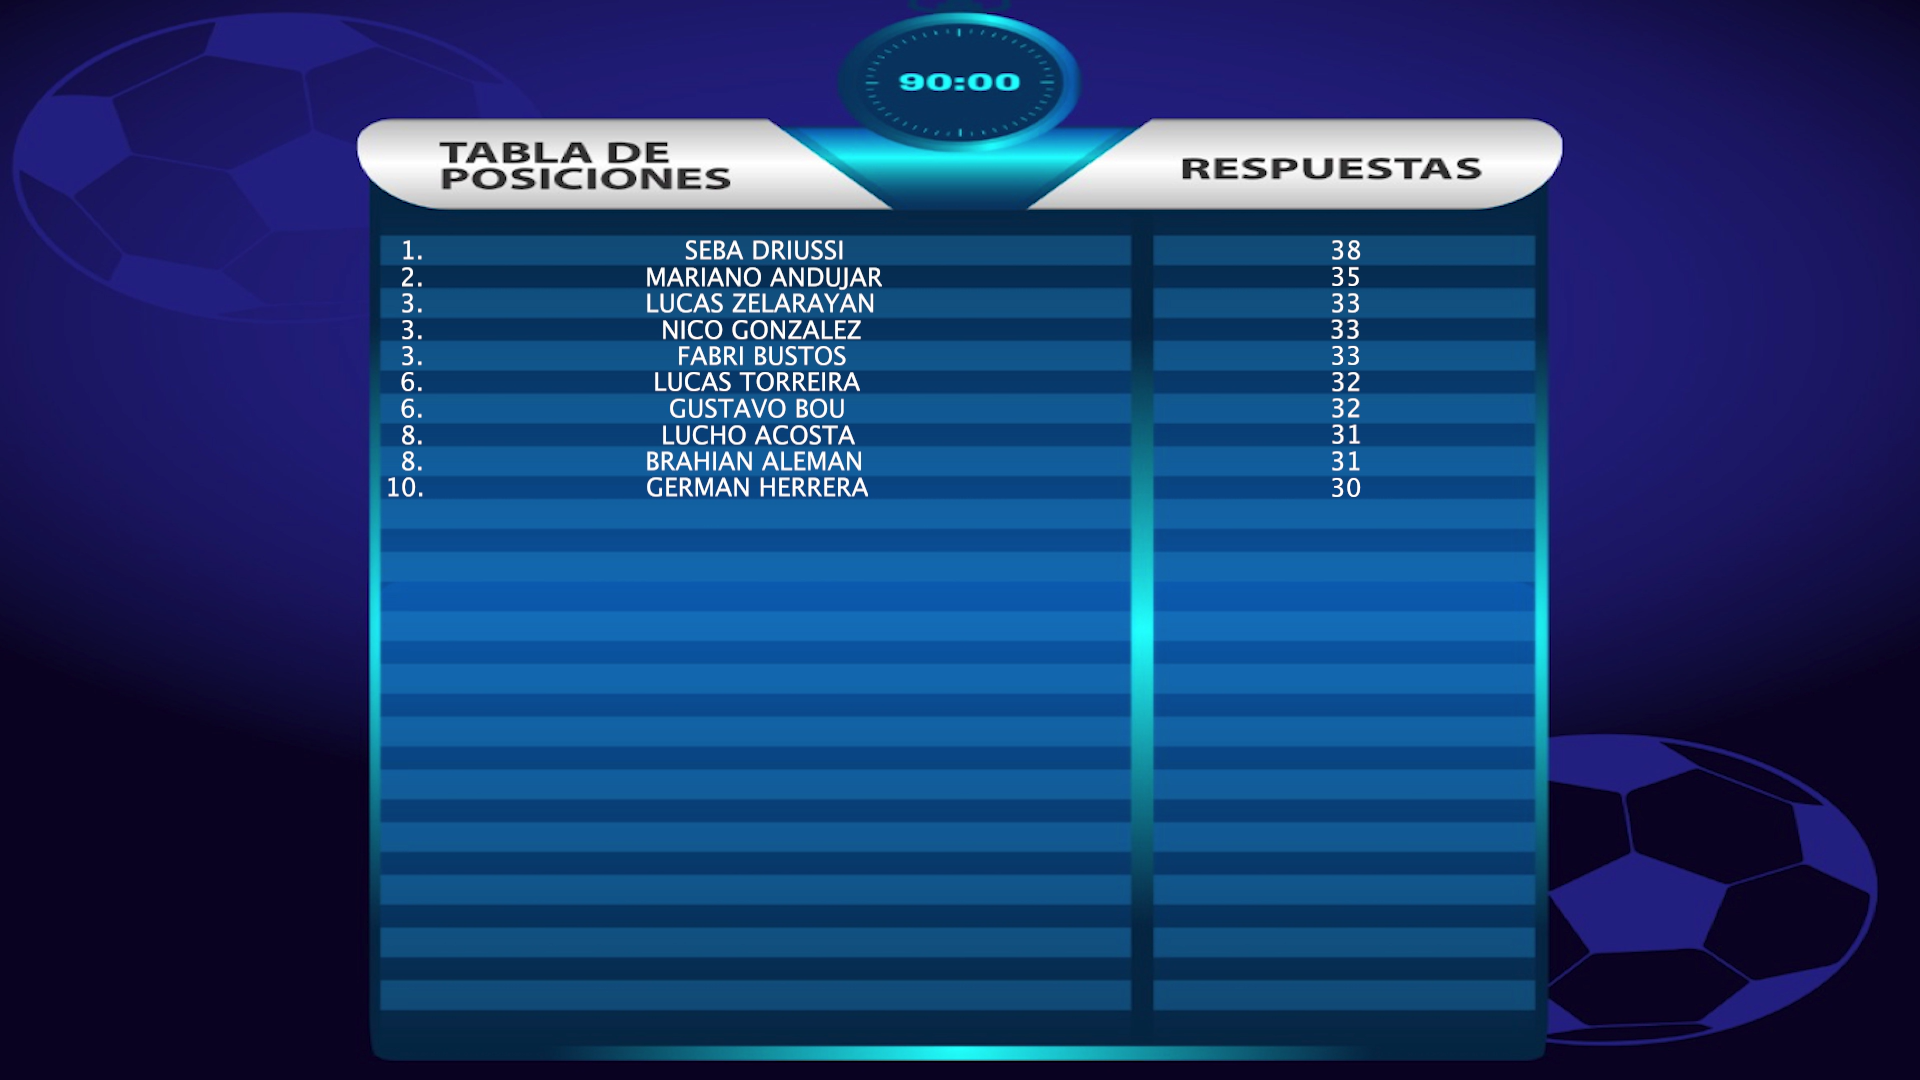 90:00
TABLA DE
POSICIONES
RESPUESTAS
1. SEBA DRIUSSI 38
2. MARIANO ANDUJAR 35
3. LUCAS ZELARAYAN 33
3. NICO GONZALEZ 33
3. FABRI BUSTOS 33
6. LUCAS TORREIRA 32
6. GUSTAVO BOU 32
8. LUCHO ACOSTA 31
8. BRAHIAN ALEMAN 31
10. GERMAN HERRERA 30